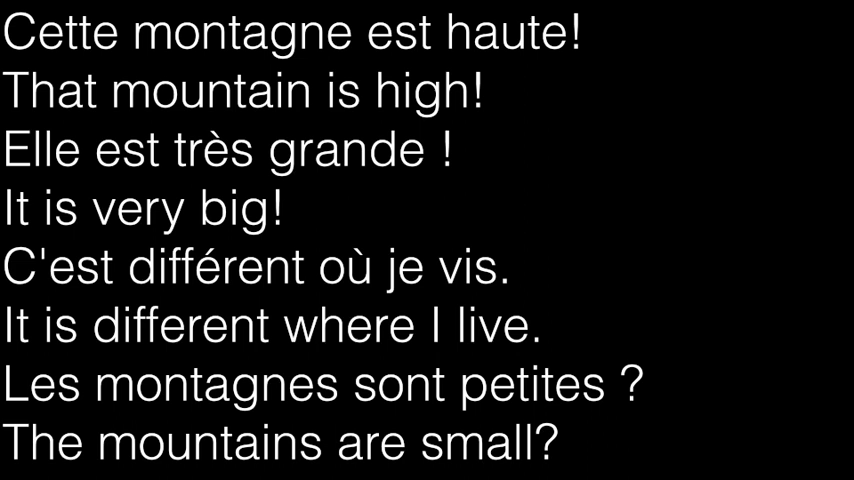 Cette montagne est haute!
That mountain is high!
Elle est très grande !
It is very big!
C'est différent où je vis.
It is different where I live.
Les montagnes sont petites ?
The mountains are small?